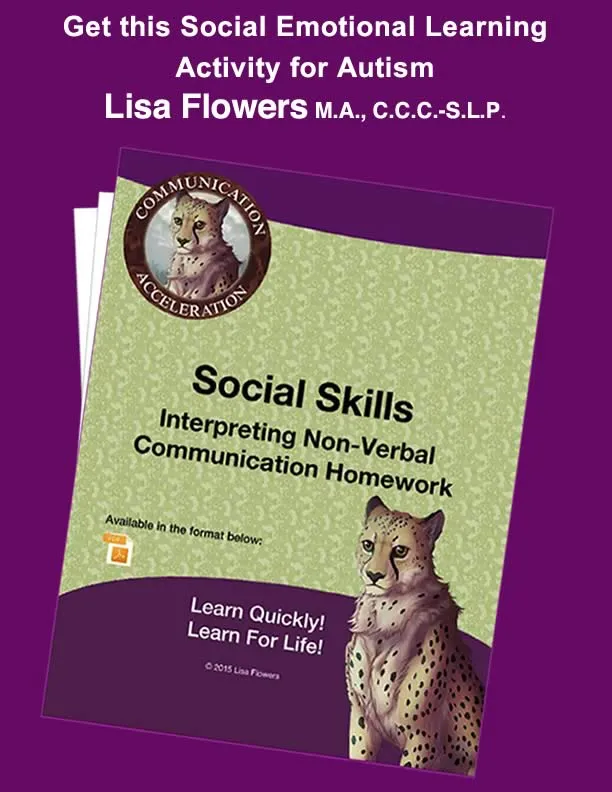 Get this Social Emotional Learning
Activity for Autism
Lisa Flowers M.A., C.C.C.-S.L.P.
COMMUNICATION
ACCELERATION
Social Skills
Interpreting Non-Verbal
Communication Homework
Available in the format below:
PDF
Learn Quickly!
Learn For Life!
© 2015 Lisa Flowers